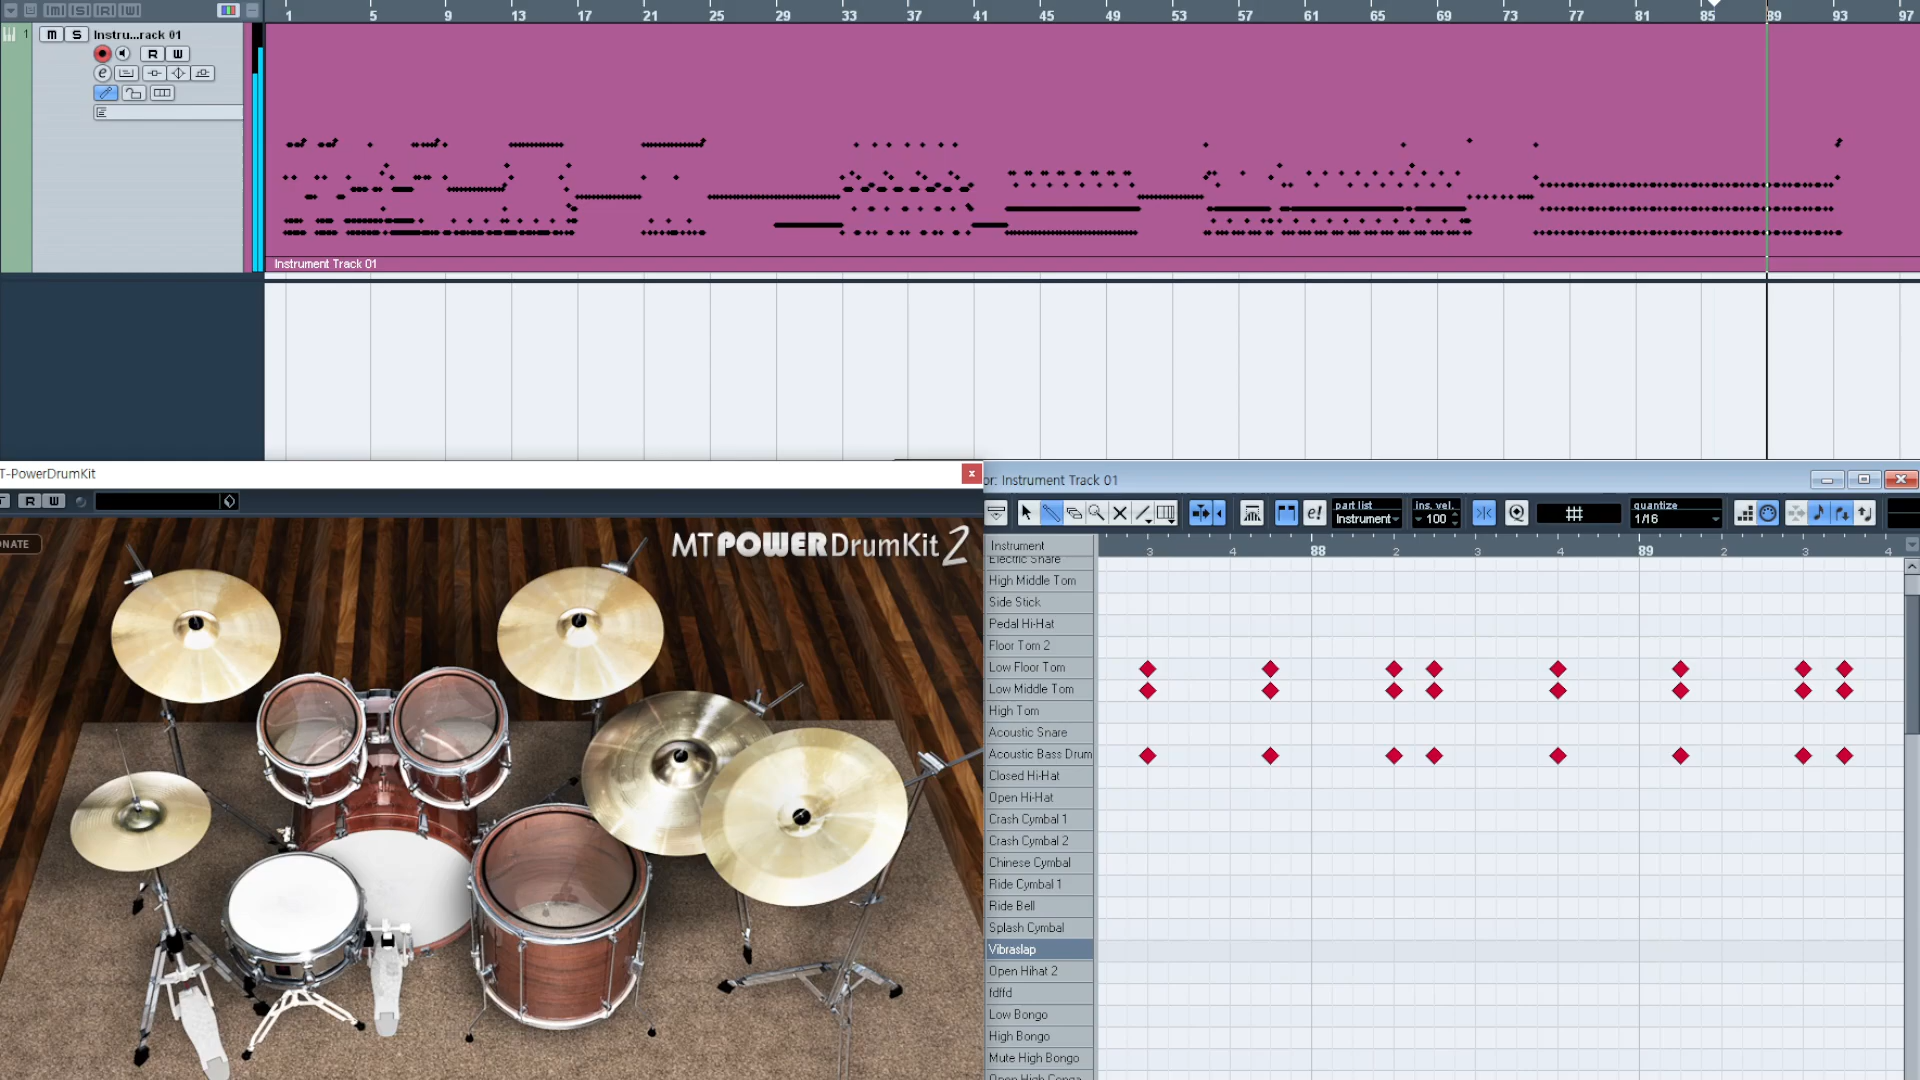 [M] [S] [R] [W]
1 5 9 13 17 21 25 29 33 37 41 45 49 53 57 61 65 69 73 77 81 85 89 93 97
1 M S Instru...rack 01
R W
e
Instrument Track 01
T-PowerDrumKit
R W
ONATE
MT POWER DrumKit 2
or: Instrument Track 01
part list
Instrument
ins. vel.
100
quantize
1/16
e!
Instrument
3 4 88 2 3 4 89 2 3 4
Electric Snare
High Middle Tom
Side Stick
Pedal Hi-Hat
Floor Tom 2
Low Floor Tom
Low Middle Tom
High Tom
Acoustic Snare
Acoustic Bass Drum
Closed Hi-Hat
Open Hi-Hat
Crash Cymbal 1
Crash Cymbal 2
Chinese Cymbal
Ride Cymbal 1
Ride Bell
Splash Cymbal
Vibraslap
Open Hihat 2
fdffd
Low Bongo
High Bongo
Mute High Bongo
Open High Conga